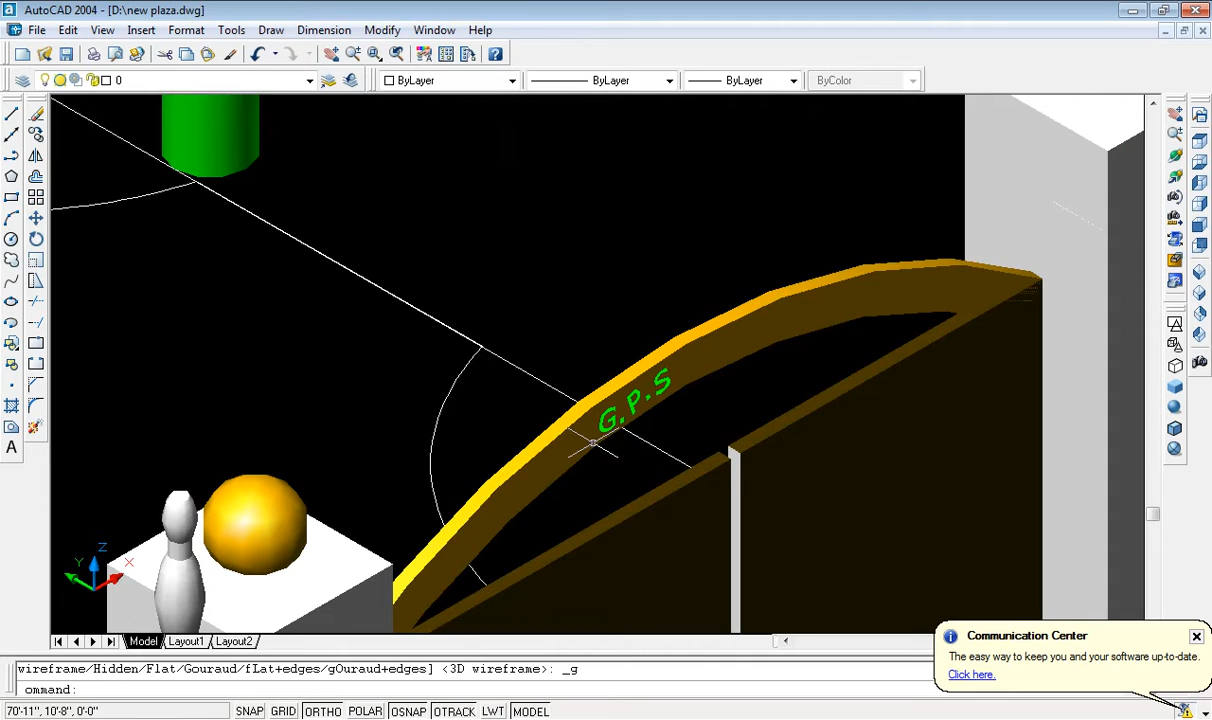 AutoCAD 2004 - [D:\new plaza.dwg]
File Edit View Insert Format Tools Draw Dimension Modify Window Help
0 ByLayer ByLayer ByLayer ByColor
G.P.S
A
Z
Y X
Model Layout1 Layout2
Communication Center
The easy way to keep you and your software up-to-date.
Click here.
wireframe/Hidden/Flat/Gouraud/fLat+edges/gOuraud+edges] <3D wireframe>: _g
ommand:
70'-11", 10'-8", 0'-0" SNAP GRID ORTHO POLAR OSNAP OTRACK LWT MODEL